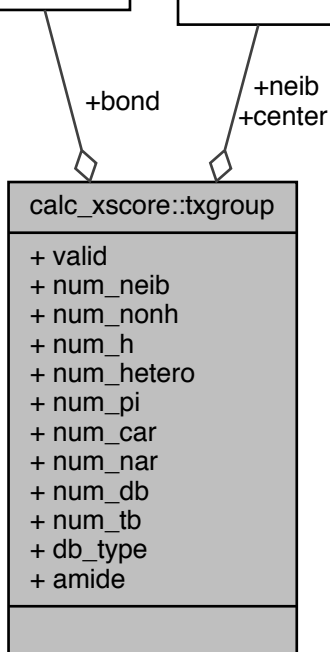 +bond
+neib
+center
calc_xscore::txgroup
+ valid
+ num_neib
+ num_nonh
+ num_h
+ num_hetero
+ num_pi
+ num_car
+ num_nar
+ num_db
+ num_tb
+ db_type
+ amide